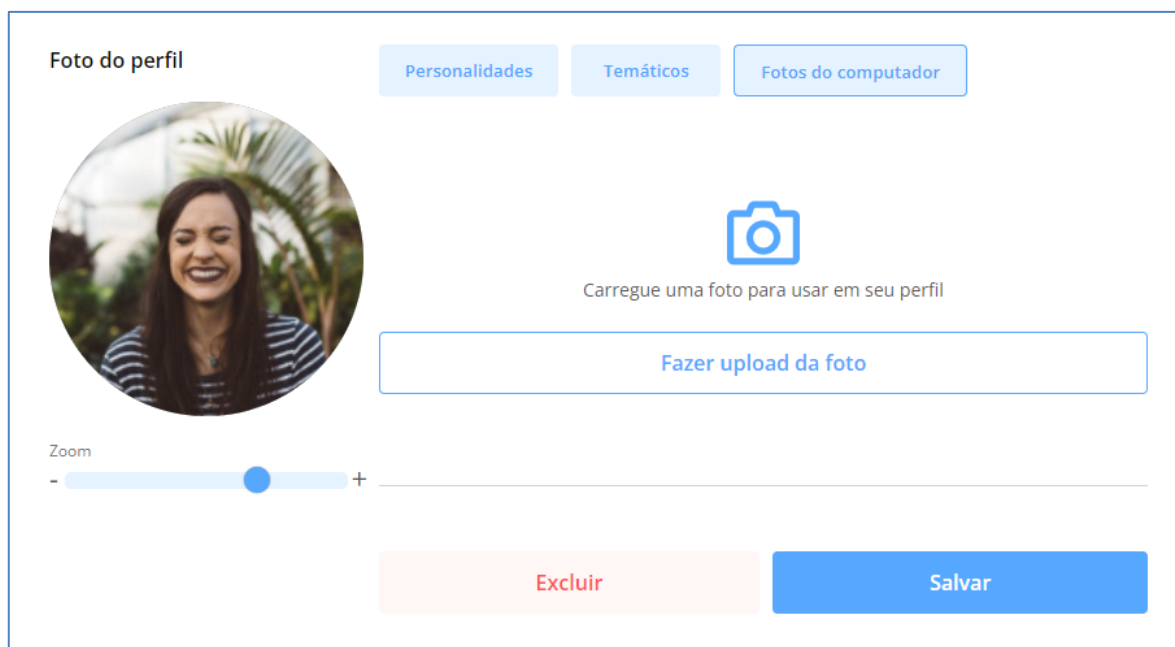 Foto do perfil
Personalidades
Temáticos
Fotos do computador
Carregue uma foto para usar em seu perfil
Fazer upload da foto
Zoom
- +
Excluir
Salvar